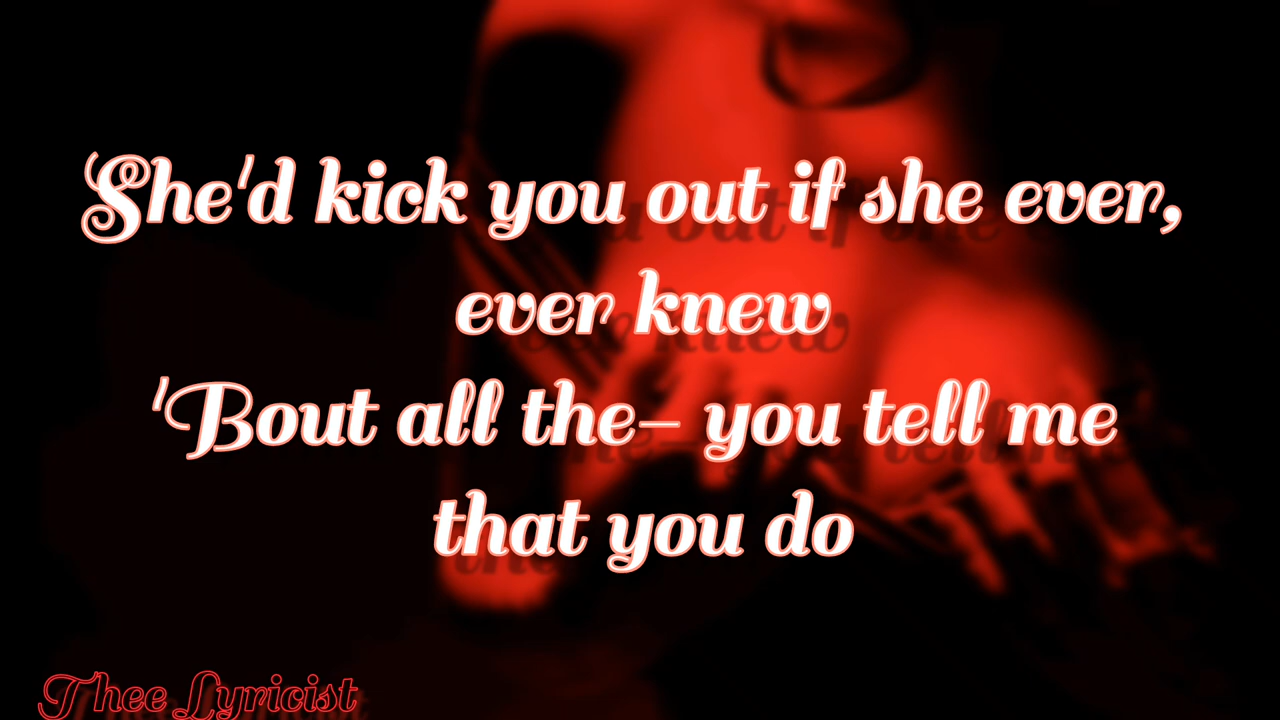 She'd kick you out if she ever,
ever knew
'Bout all the– you tell me
that you do
Thee Lyricist